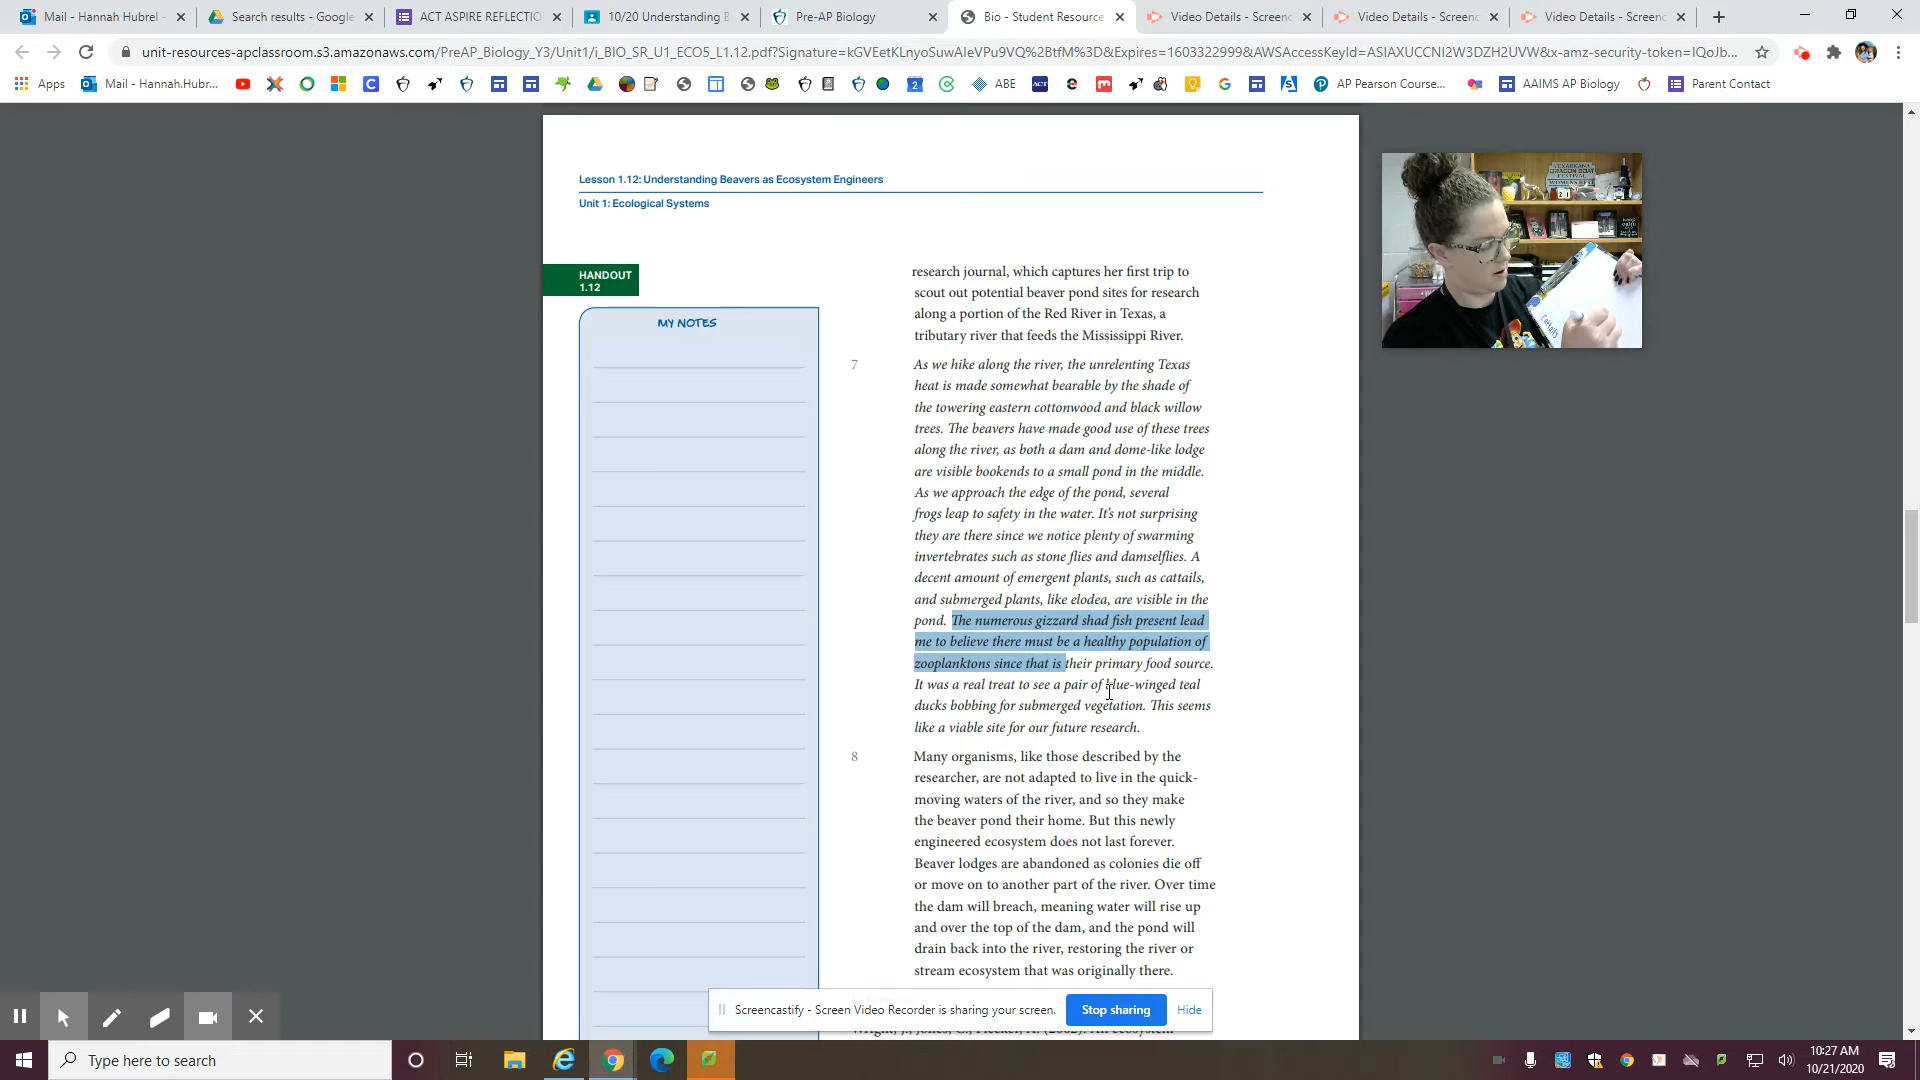 Mail - Hannah Hubrel -
Search results - Google
ACT ASPIRE REFLECTIO
10/20 Understanding B
Pre-AP Biology
Bio - Student Resource
Video Details - Screenc
Video Details - Screenc
Video Details - Screenc
unit-resources-apclassroom.s3.amazonaws.com/PreAP_Biology_Y3/Unit1/i_BIO_SR_U1_ECO5_L1.12.pdf?Signature=kGVEetKLnyoSuwAIeVPu9VQ%2BtfM%3D&Expires=1603322999&AWSAccessKeyId=ASIAXUCCNI2W3DZH2UVW&x-amz-security-token=IQoJb...
Apps
Mail - Hannah.Hubr...
ABE
AP Pearson Course...
AAIMS AP Biology
Parent Contact
Lesson 1.12: Understanding Beavers as Ecosystem Engineers
Unit 1: Ecological Systems
HANDOUT
1.12
MY NOTES
research journal, which captures her first trip to
scout out potential beaver pond sites for research
along a portion of the Red River in Texas, a
tributary river that feeds the Mississippi River.
7
As we hike along the river, the unrelenting Texas
heat is made somewhat bearable by the shade of
the towering eastern cottonwood and black willow
trees. The beavers have made good use of these trees
along the river, as both a dam and dome-like lodge
are visible bookends to a small pond in the middle.
As we approach the edge of the pond, several
frogs leap to safety in the water. It's not surprising
they are there since we notice plenty of swarming
invertebrates such as stone flies and damselflies. A
decent amount of emergent plants, such as cattails,
and submerged plants, like elodea, are visible in the
pond. The numerous gizzard shad fish present lead
me to believe there must be a healthy population of
zooplanktons since that is their primary food source.
It was a real treat to see a pair of blue-winged teal
ducks bobbing for submerged vegetation. This seems
like a viable site for our future research.
8
Many organisms, like those described by the
researcher, are not adapted to live in the quick-
moving waters of the river, and so they make
the beaver pond their home. But this newly
engineered ecosystem does not last forever.
Beaver lodges are abandoned as colonies die off
or move on to another part of the river. Over time
the dam will breach, meaning water will rise up
and over the top of the dam, and the pond will
drain back into the river, restoring the river or
stream ecosystem that was originally there.
Cattails
Screencastify - Screen Video Recorder is sharing your screen.
Stop sharing
Hide
Type here to search
10:27 AM
10/21/2020